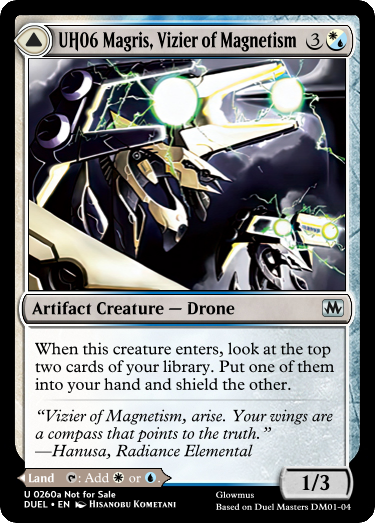 UH06 Magris, Vizier of Magnetism 3
Artifact Creature — Drone
When this creature enters, look at the top
two cards of your library. Put one of them
into your hand and shield the other.
“Vizier of Magnetism, arise. Your wings are
a compass that points to the truth.”
—Hanusa, Radiance Elemental
Land : Add or .
1/3
U 0260a Not for Sale
DUEL • EN Hisanobu Kometani
Glowmus
Based on Duel Masters DM01-04